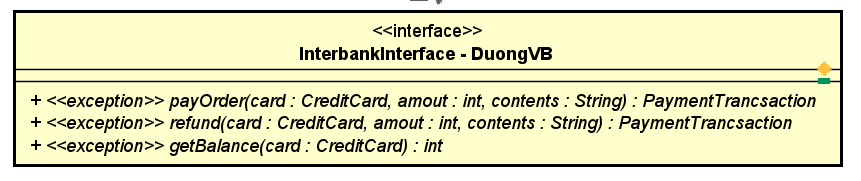 <<interface>>
InterbankInterface - DuongVB
+ <<exception>> payOrder(card : CreditCard, amout : int, contents : String) : PaymentTrancsaction
+ <<exception>> refund(card : CreditCard, amout : int, contents : String) : PaymentTrancsaction
+ <<exception>> getBalance(card : CreditCard) : int